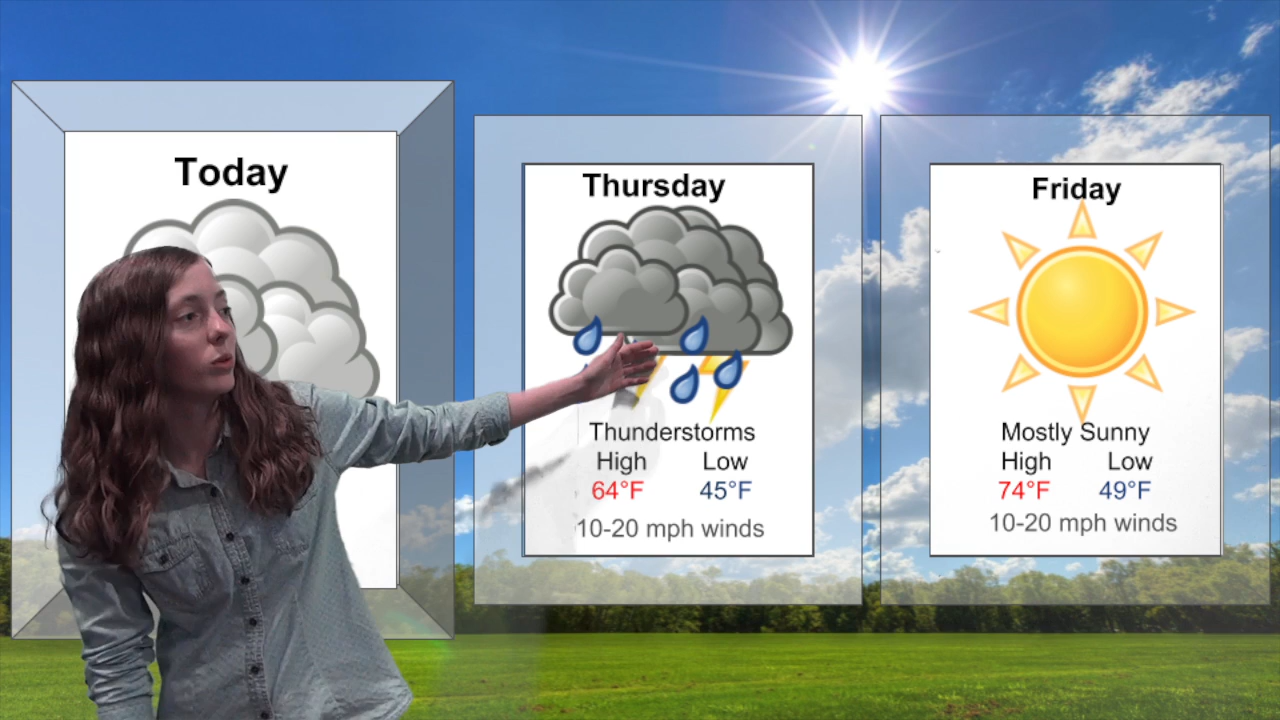 Today
Thursday
Thunderstorms
High Low
64°F 45°F
10-20 mph winds
Friday
Mostly Sunny
High Low
74°F 49°F
10-20 mph winds